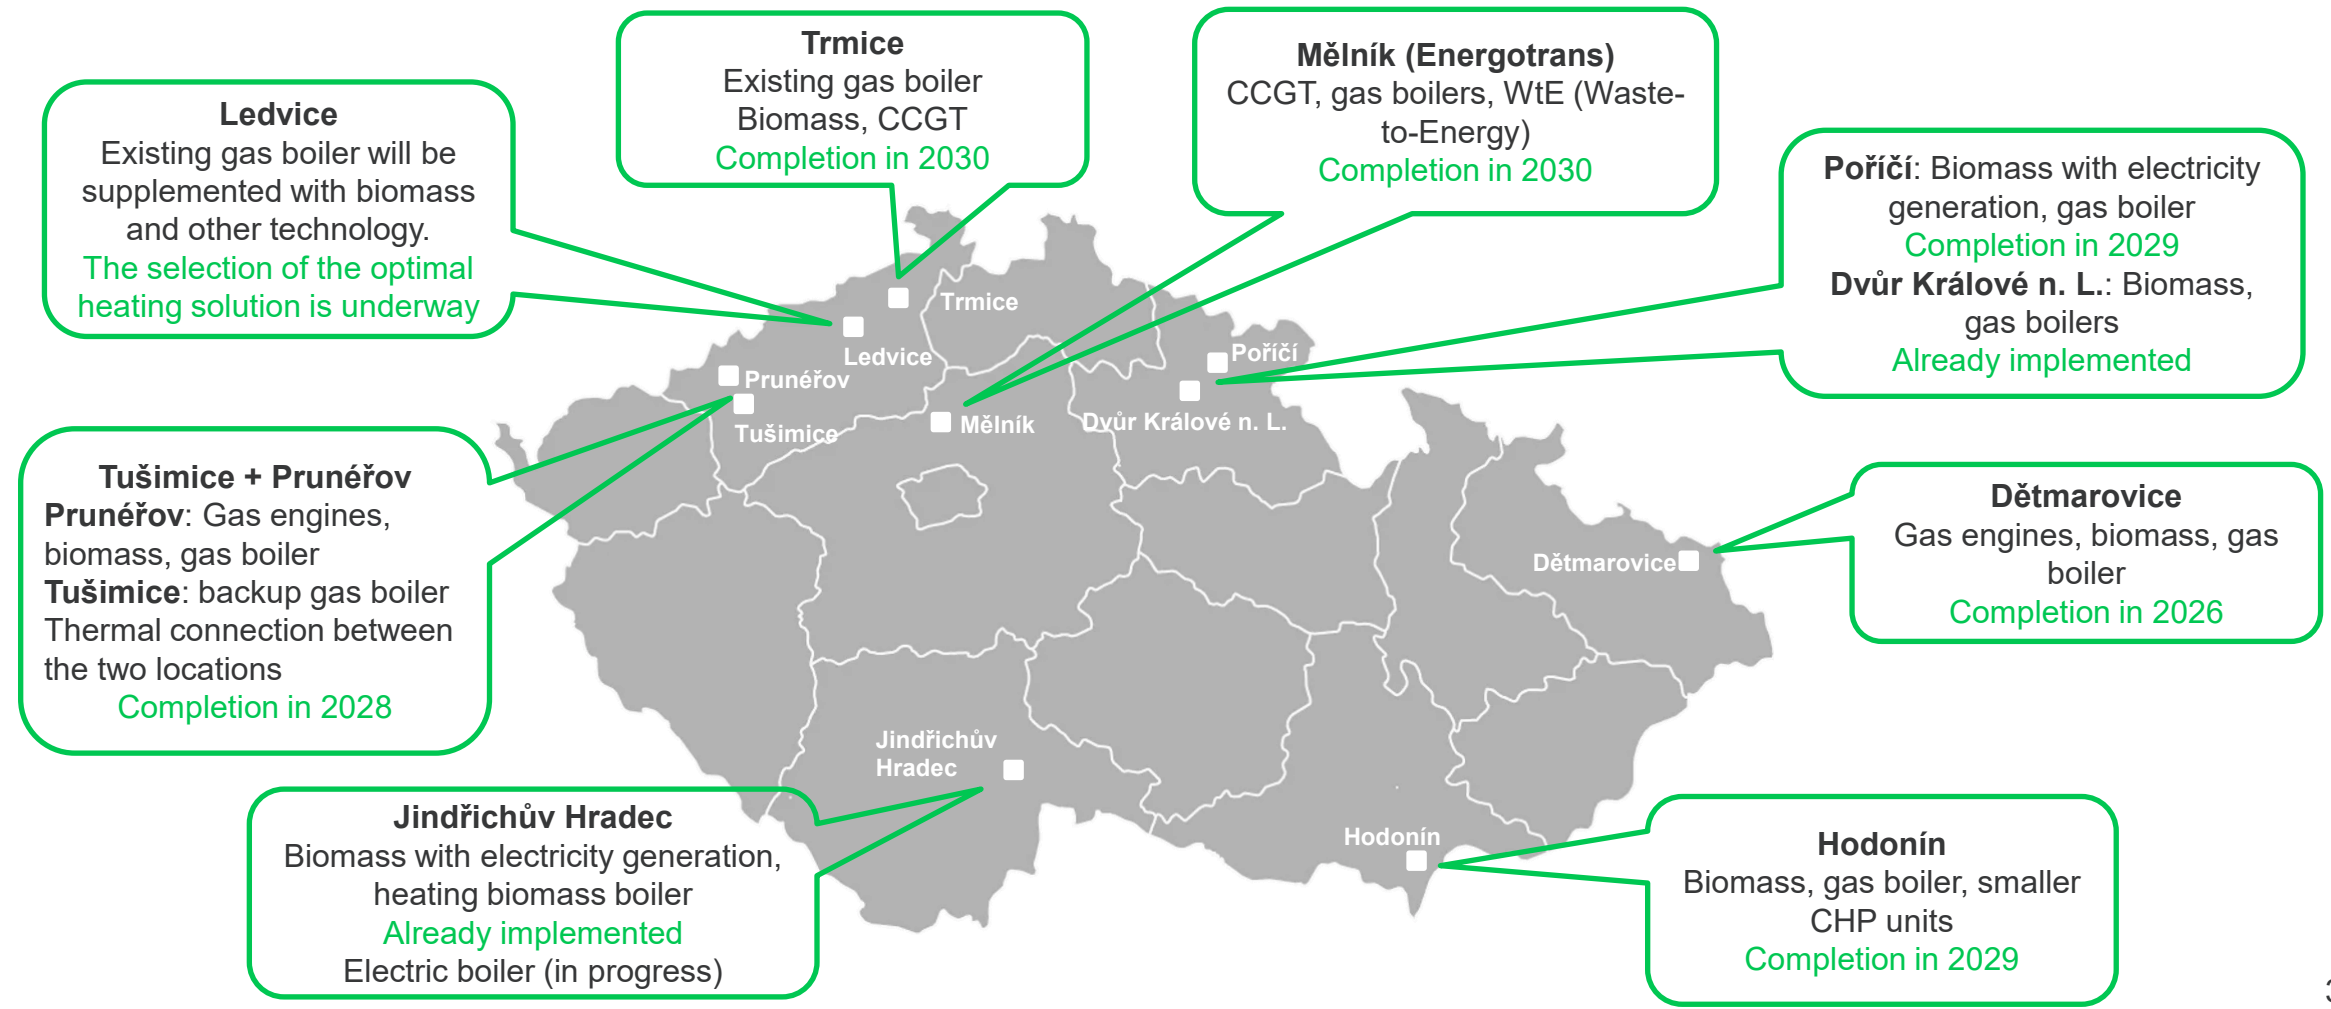 Trmice
Existing gas boiler
Biomass, CCGT
Completion in 2030
Mělník (Energotrans)
CCGT, gas boilers, WtE (Waste-
to-Energy)
Completion in 2030
Ledvice
Existing gas boiler will be
supplemented with biomass
and other technology.
The selection of the optimal
heating solution is underway
Poříčí: Biomass with electricity
generation, gas boiler
Completion in 2029
Dvůr Králové n. L.: Biomass,
gas boilers
Already implemented
Trmice
Ledvice
Poříčí
Prunéřov
Tušimice
Mělník
Dvůr Králové n. L.
Tušimice + Prunéřov
Prunéřov: Gas engines,
biomass, gas boiler
Tušimice: backup gas boiler
Thermal connection between
the two locations
Completion in 2028
Dětmarovice
Dětmarovice
Gas engines, biomass, gas
boiler
Completion in 2026
Jindřichův
Hradec
Jindřichův Hradec
Biomass with electricity generation,
heating biomass boiler
Already implemented
Electric boiler (in progress)
Hodonín
Hodonín
Biomass, gas boiler, smaller
CHP units
Completion in 2029